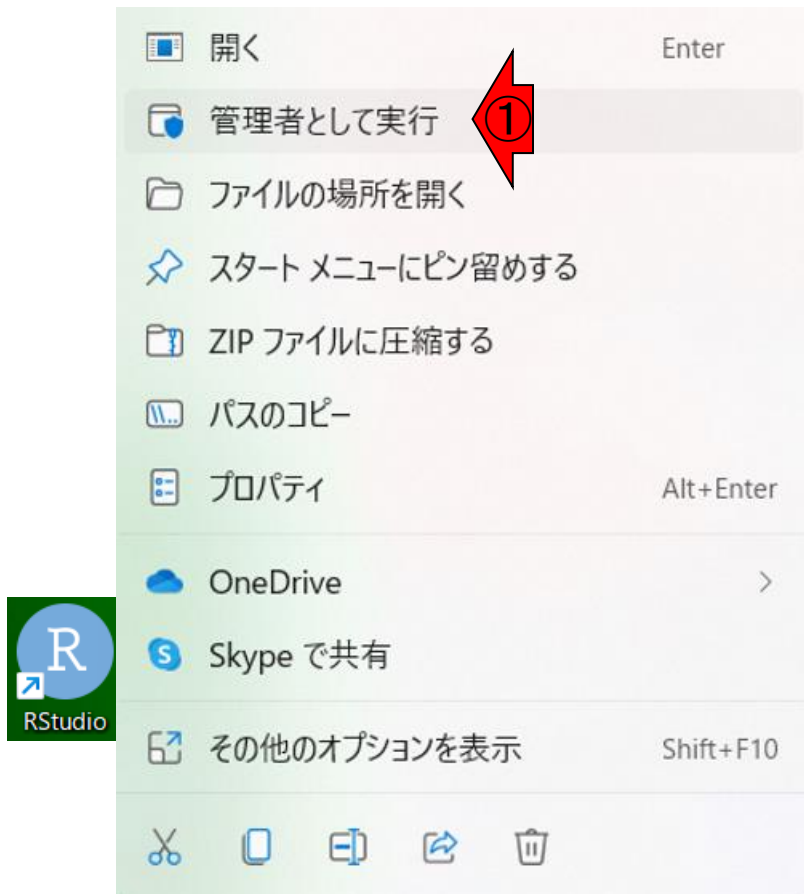 開く Enter
管理者として実行 ①
ファイルの場所を開く
スタート メニューにピン留めする
ZIP ファイルに圧縮する
パスのコピー
プロパティ Alt+Enter
OneDrive
Skype で共有
その他のオプションを表示 Shift+F10
R
RStudio